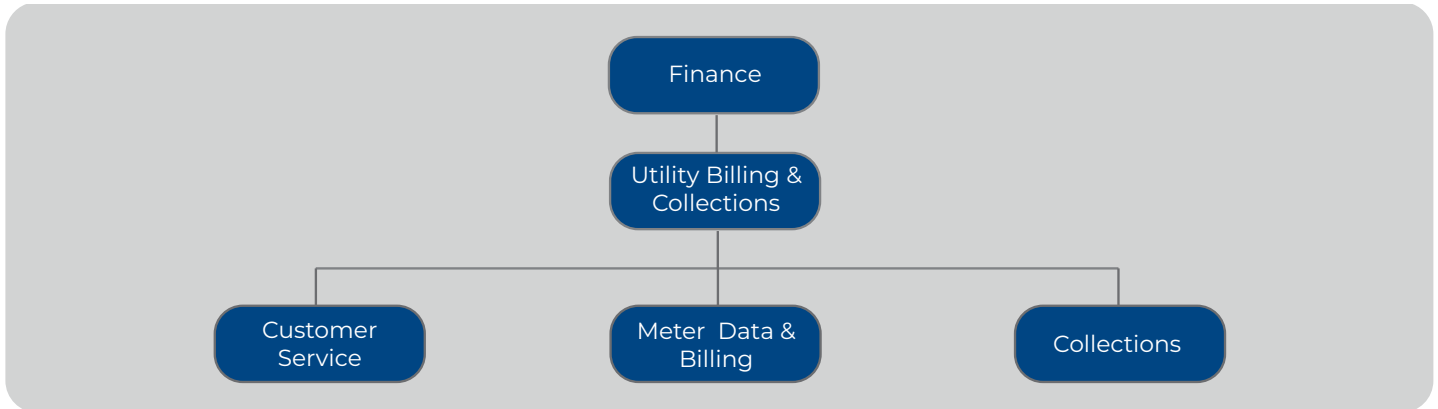 Finance
Utility Billing &
Collections
Customer
Service
Meter  Data &
Billing
Collections